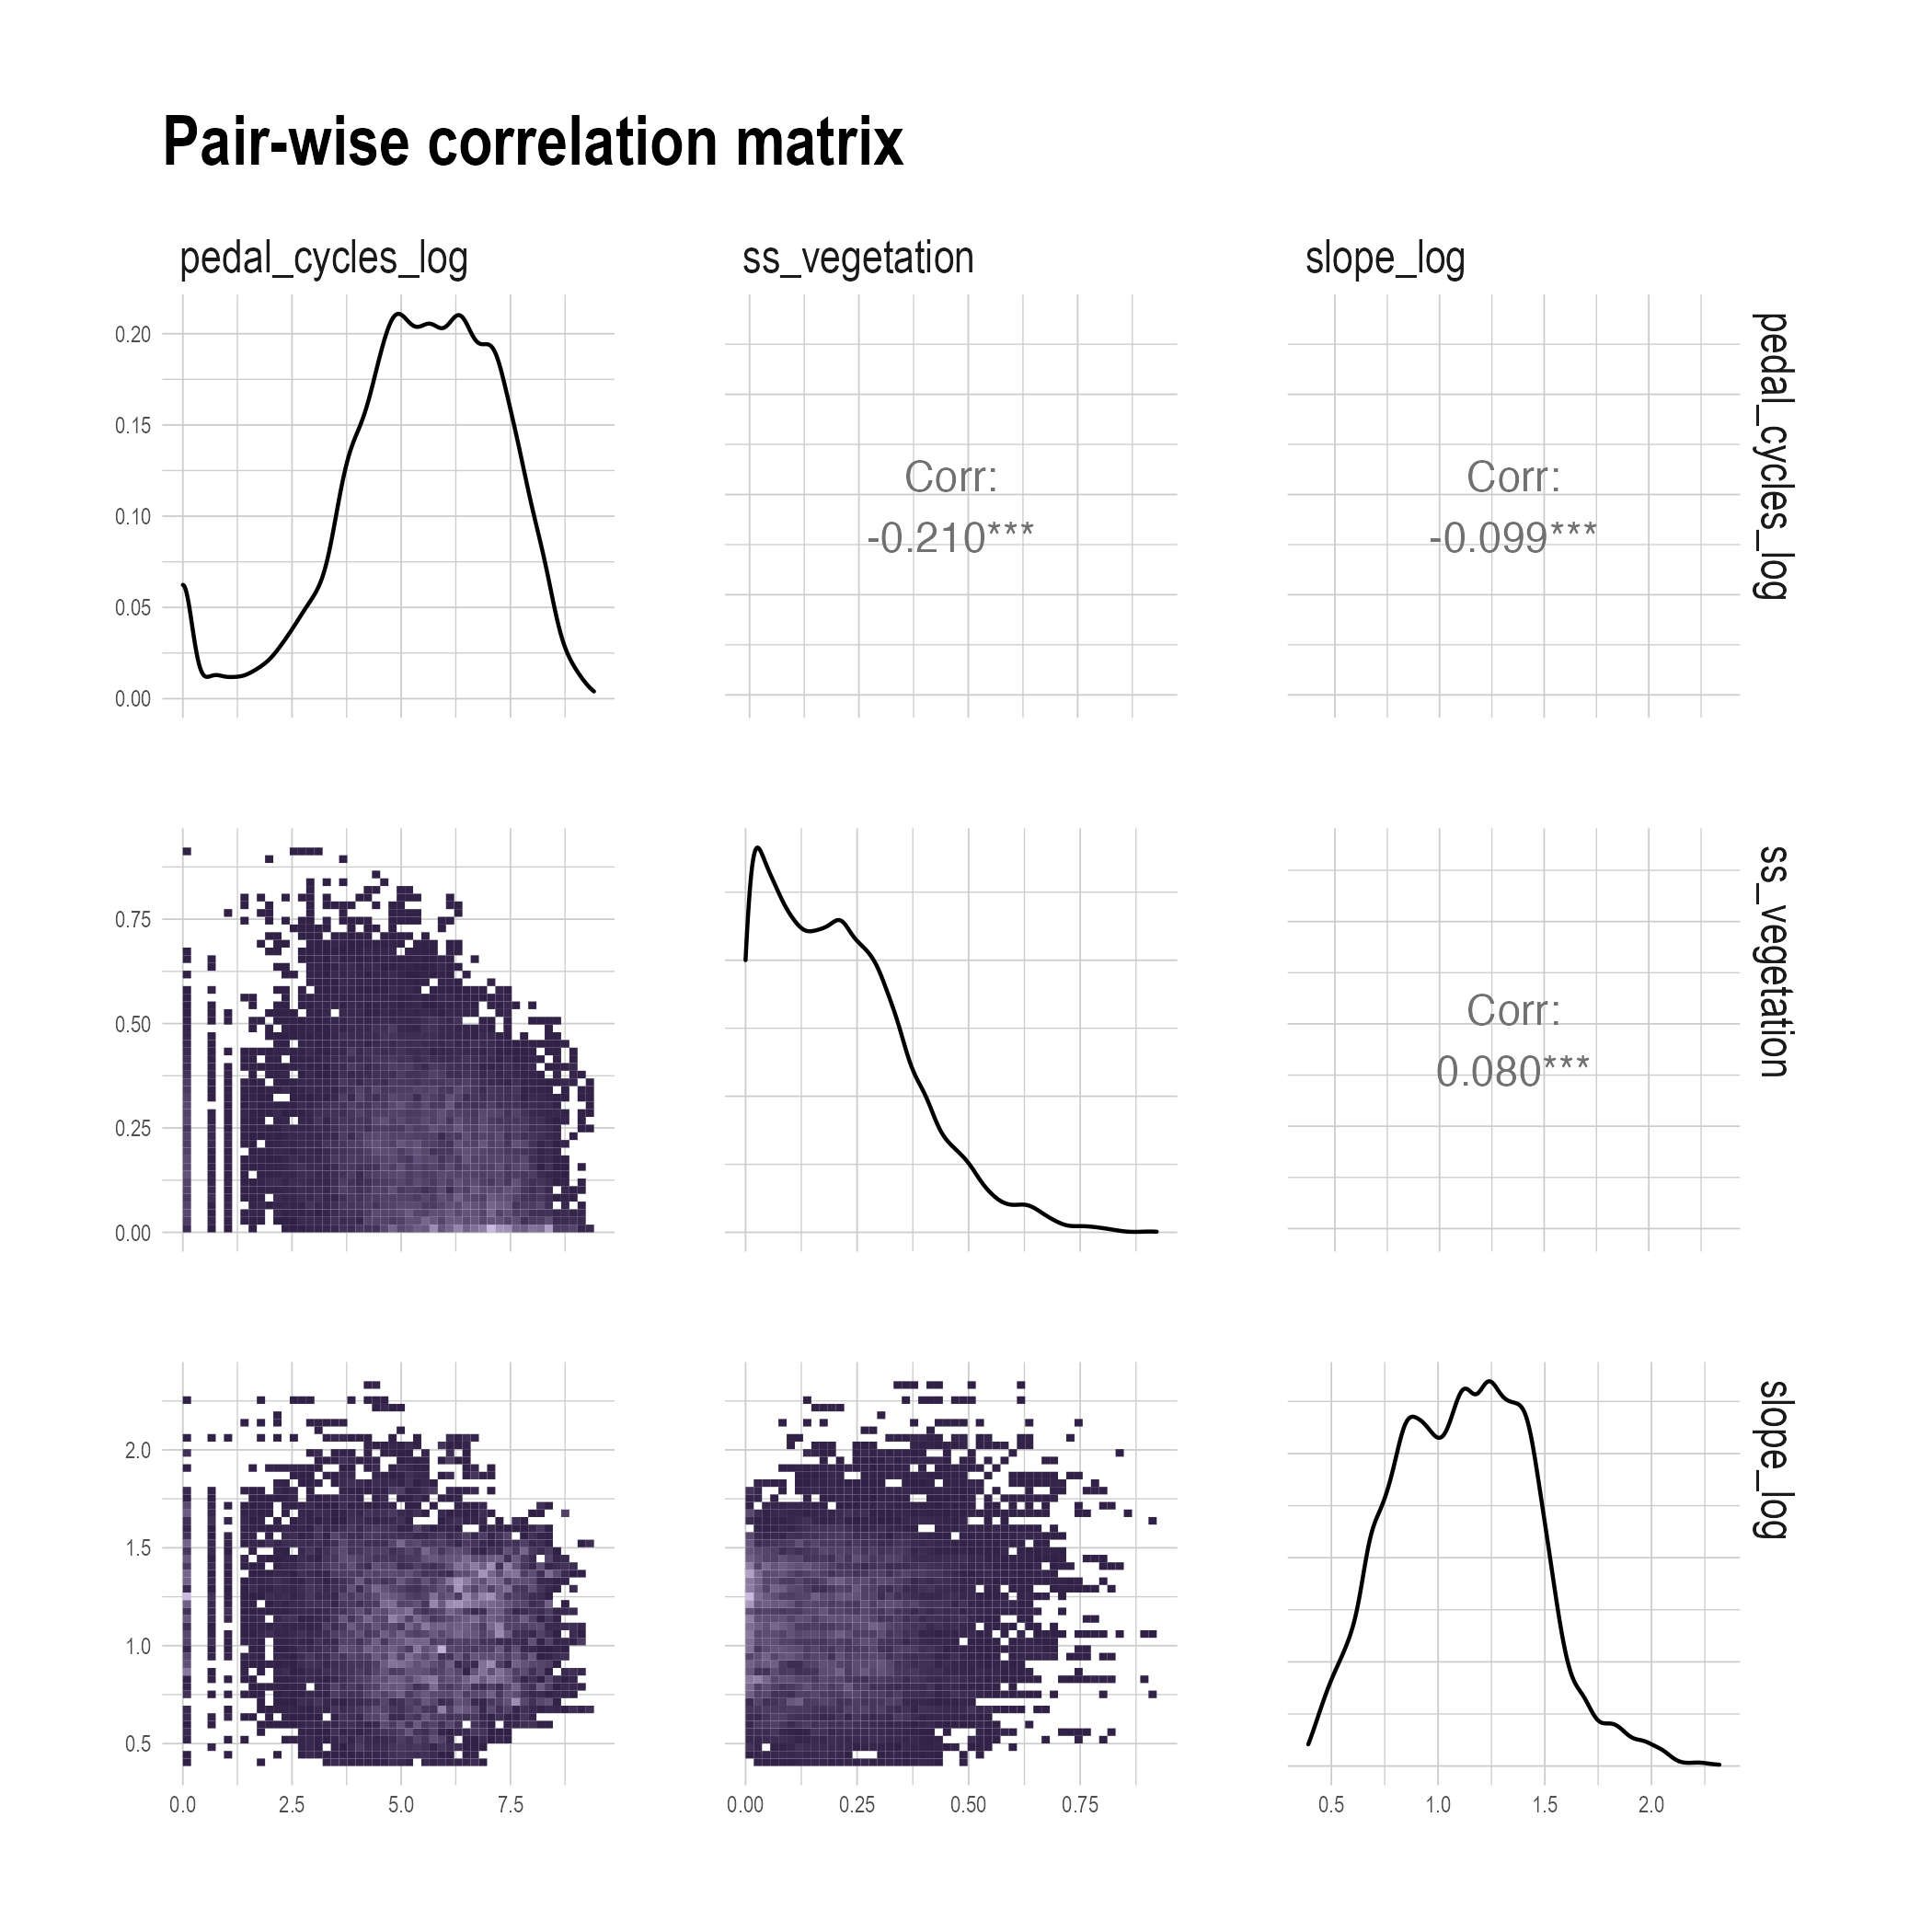 Pair-wise correlation matrix
pedal_cycles_log
ss_vegetation
slope_log
0.20
0.15
0.10
0.05
0.00
Corr:
-0.210***
Corr:
-0.099***
pedal_cycles_log
0.75
0.50
0.25
0.00
Corr:
0.080***
ss_vegetation
2.0
1.5
1.0
0.5
slope_log
0.0 2.5 5.0 7.5
0.00 0.25 0.50 0.75
0.5 1.0 1.5 2.0